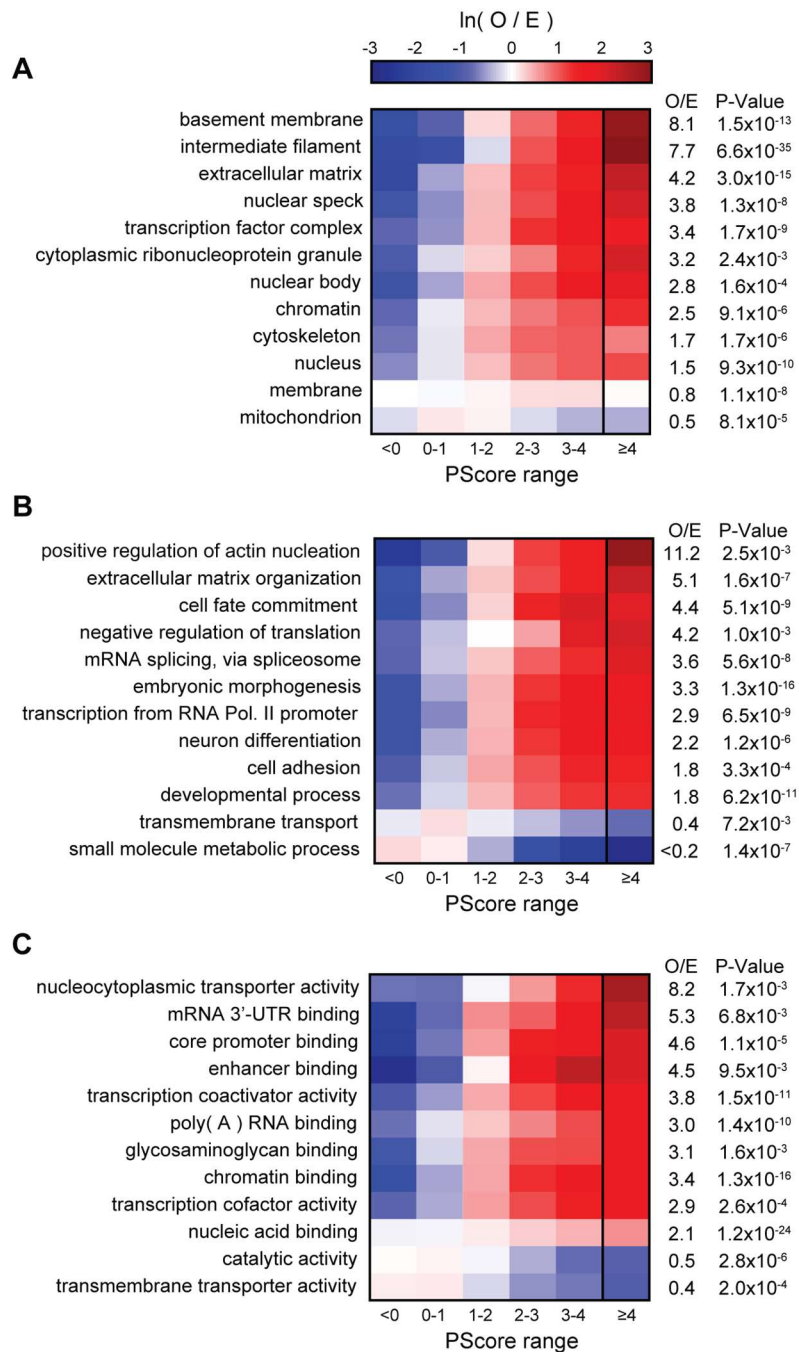 ln( O / E )
-3 -2 -1 0 1 2 3
A
O/E P-Value
basement membrane 8.1 1.5x10⁻¹³
intermediate filament 7.7 6.6x10⁻³⁵
extracellular matrix 4.2 3.0x10⁻¹⁵
nuclear speck 3.8 1.3x10⁻⁸
transcription factor complex 3.4 1.7x10⁻⁹
cytoplasmic ribonucleoprotein granule 3.2 2.4x10⁻³
nuclear body 2.8 1.6x10⁻⁴
chromatin 2.5 9.1x10⁻⁶
cytoskeleton 1.7 1.7x10⁻⁶
nucleus 1.5 9.3x10⁻¹⁰
membrane 0.8 1.1x10⁻⁸
mitochondrion 0.5 8.1x10⁻⁵
<0 0-1 1-2 2-3 3-4 ≥4
PScore range
B
O/E P-Value
positive regulation of actin nucleation 11.2 2.5x10⁻³
extracellular matrix organization 5.1 1.6x10⁻⁷
cell fate commitment 4.4 5.1x10⁻⁹
negative regulation of translation 4.2 1.0x10⁻³
mRNA splicing, via spliceosome 3.6 5.6x10⁻⁸
embryonic morphogenesis 3.3 1.3x10⁻¹⁶
transcription from RNA Pol. II promoter 2.9 6.5x10⁻⁹
neuron differentiation 2.2 1.2x10⁻⁶
cell adhesion 1.8 3.3x10⁻⁴
developmental process 1.8 6.2x10⁻¹¹
transmembrane transport 0.4 7.2x10⁻³
small molecule metabolic process <0.2 1.4x10⁻⁷
<0 0-1 1-2 2-3 3-4 ≥4
PScore range
C
O/E P-Value
nucleocytoplasmic transporter activity 8.2 1.7x10⁻³
mRNA 3'-UTR binding 5.3 6.8x10⁻³
core promoter binding 4.6 1.1x10⁻⁵
enhancer binding 4.5 9.5x10⁻³
transcription coactivator activity 3.8 1.5x10⁻¹¹
poly( A ) RNA binding 3.0 1.4x10⁻¹⁰
glycosaminoglycan binding 3.1 1.6x10⁻³
chromatin binding 3.4 1.3x10⁻¹⁶
transcription cofactor activity 2.9 2.6x10⁻⁴
nucleic acid binding 2.1 1.2x10⁻²⁴
catalytic activity 0.5 2.8x10⁻⁶
transmembrane transporter activity 0.4 2.0x10⁻⁴
<0 0-1 1-2 2-3 3-4 ≥4
PScore range